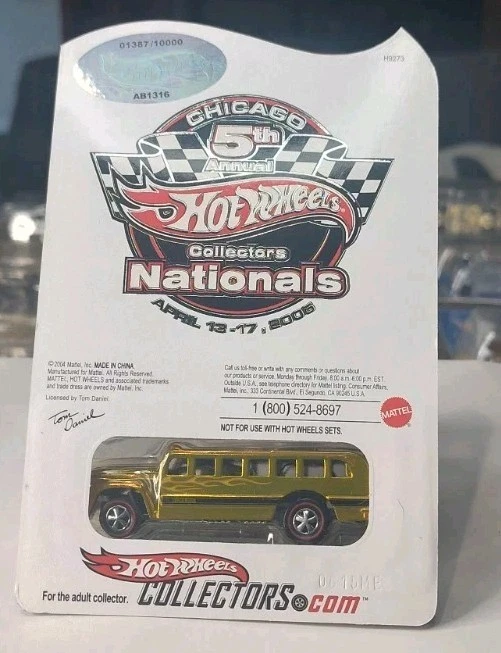 01387/10000
AB1316
H9273
CHICAGO
5th
Annual
Hot Wheels
Collectors
Nationals
APRIL 13-17, 2005
©2004 Mattel, Inc. MADE IN CHINA.
Manufactured for Mattel. All Rights Reserved.
MATTEL, HOT WHEELS and associated trademarks
and trade dress are owned by Mattel, Inc.
Licensed by Tom Daniel.
Tom Daniel
Call us toll-free or write with any comments or questions about
our products or service. Monday through Friday, 8:00 a.m.-6:00 p.m. EST.
Outside U.S.A., see telephone directory for Mattel listing. Consumer Affairs,
Mattel, Inc. 333 Continental Blvd., El Segundo, CA 90245 U.S.A.
1 (800) 524-8697
MATTEL
NOT FOR USE WITH HOT WHEELS SETS.
Hot Wheels
For the adult collector. COLLECTORS.COM™